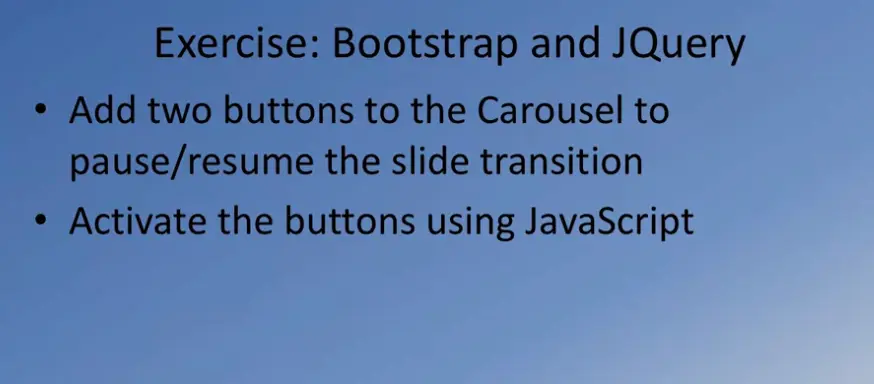 Exercise: Bootstrap and JQuery
• Add two buttons to the Carousel to
pause/resume the slide transition
• Activate the buttons using JavaScript